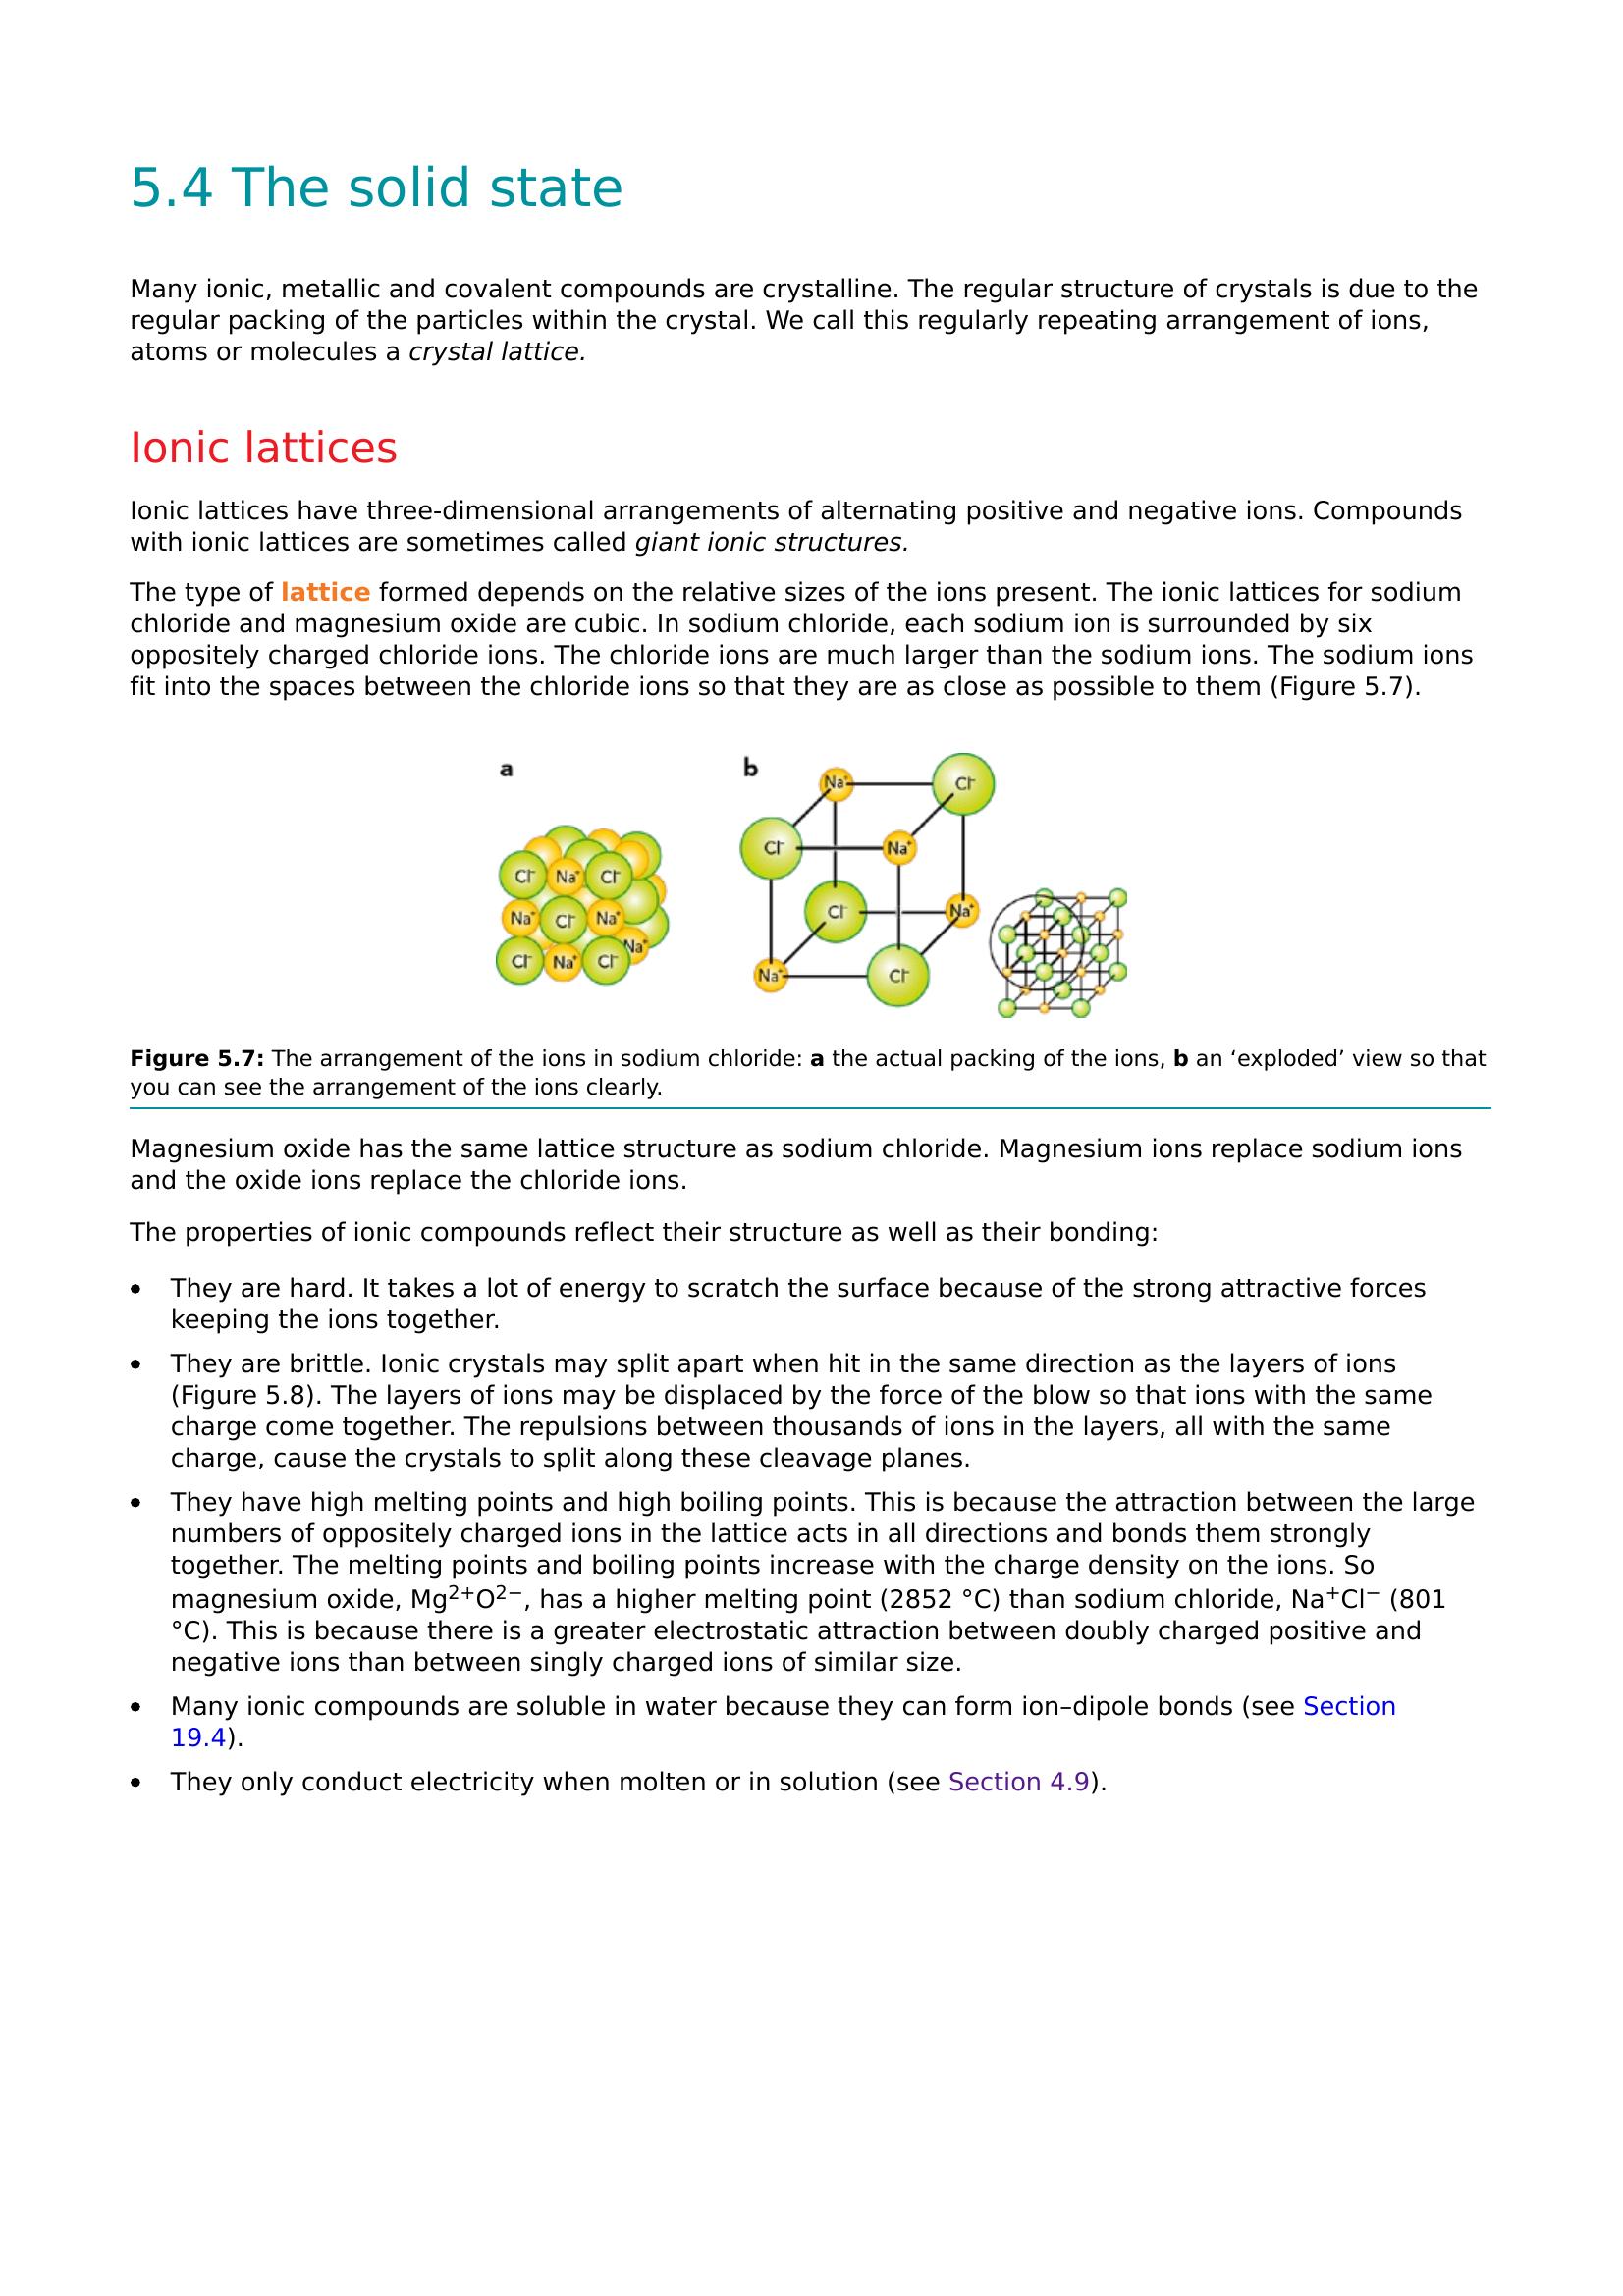 5.4 The solid state
Many ionic, metallic and covalent compounds are crystalline. The regular structure of crystals is due to the
regular packing of the particles within the crystal. We call this regularly repeating arrangement of ions,
atoms or molecules a crystal lattice.
Ionic lattices
Ionic lattices have three-dimensional arrangements of alternating positive and negative ions. Compounds
with ionic lattices are sometimes called giant ionic structures.
The type of lattice formed depends on the relative sizes of the ions present. The ionic lattices for sodium
chloride and magnesium oxide are cubic. In sodium chloride, each sodium ion is surrounded by six
oppositely charged chloride ions. The chloride ions are much larger than the sodium ions. The sodium ions
fit into the spaces between the chloride ions so that they are as close as possible to them (Figure 5.7).
a
Cl⁻ Na⁺ Cl⁻
Na⁺ Cl⁻ Na⁺
Na⁺
Cl⁻ Na⁺ Cl⁻
b
Na⁺ Cl⁻
Cl⁻ Na⁺
Cl⁻ Na⁺
Na⁺ Cl⁻
Figure 5.7: The arrangement of the ions in sodium chloride: a the actual packing of the ions, b an ‘exploded’ view so that
you can see the arrangement of the ions clearly.
Magnesium oxide has the same lattice structure as sodium chloride. Magnesium ions replace sodium ions
and the oxide ions replace the chloride ions.
The properties of ionic compounds reflect their structure as well as their bonding:
• They are hard. It takes a lot of energy to scratch the surface because of the strong attractive forces
keeping the ions together.
• They are brittle. Ionic crystals may split apart when hit in the same direction as the layers of ions
(Figure 5.8). The layers of ions may be displaced by the force of the blow so that ions with the same
charge come together. The repulsions between thousands of ions in the layers, all with the same
charge, cause the crystals to split along these cleavage planes.
• They have high melting points and high boiling points. This is because the attraction between the large
numbers of oppositely charged ions in the lattice acts in all directions and bonds them strongly
together. The melting points and boiling points increase with the charge density on the ions. So
magnesium oxide, Mg²⁺O²⁻, has a higher melting point (2852 °C) than sodium chloride, Na⁺Cl⁻ (801
°C). This is because there is a greater electrostatic attraction between doubly charged positive and
negative ions than between singly charged ions of similar size.
• Many ionic compounds are soluble in water because they can form ion–dipole bonds (see Section
19.4).
• They only conduct electricity when molten or in solution (see Section 4.9).